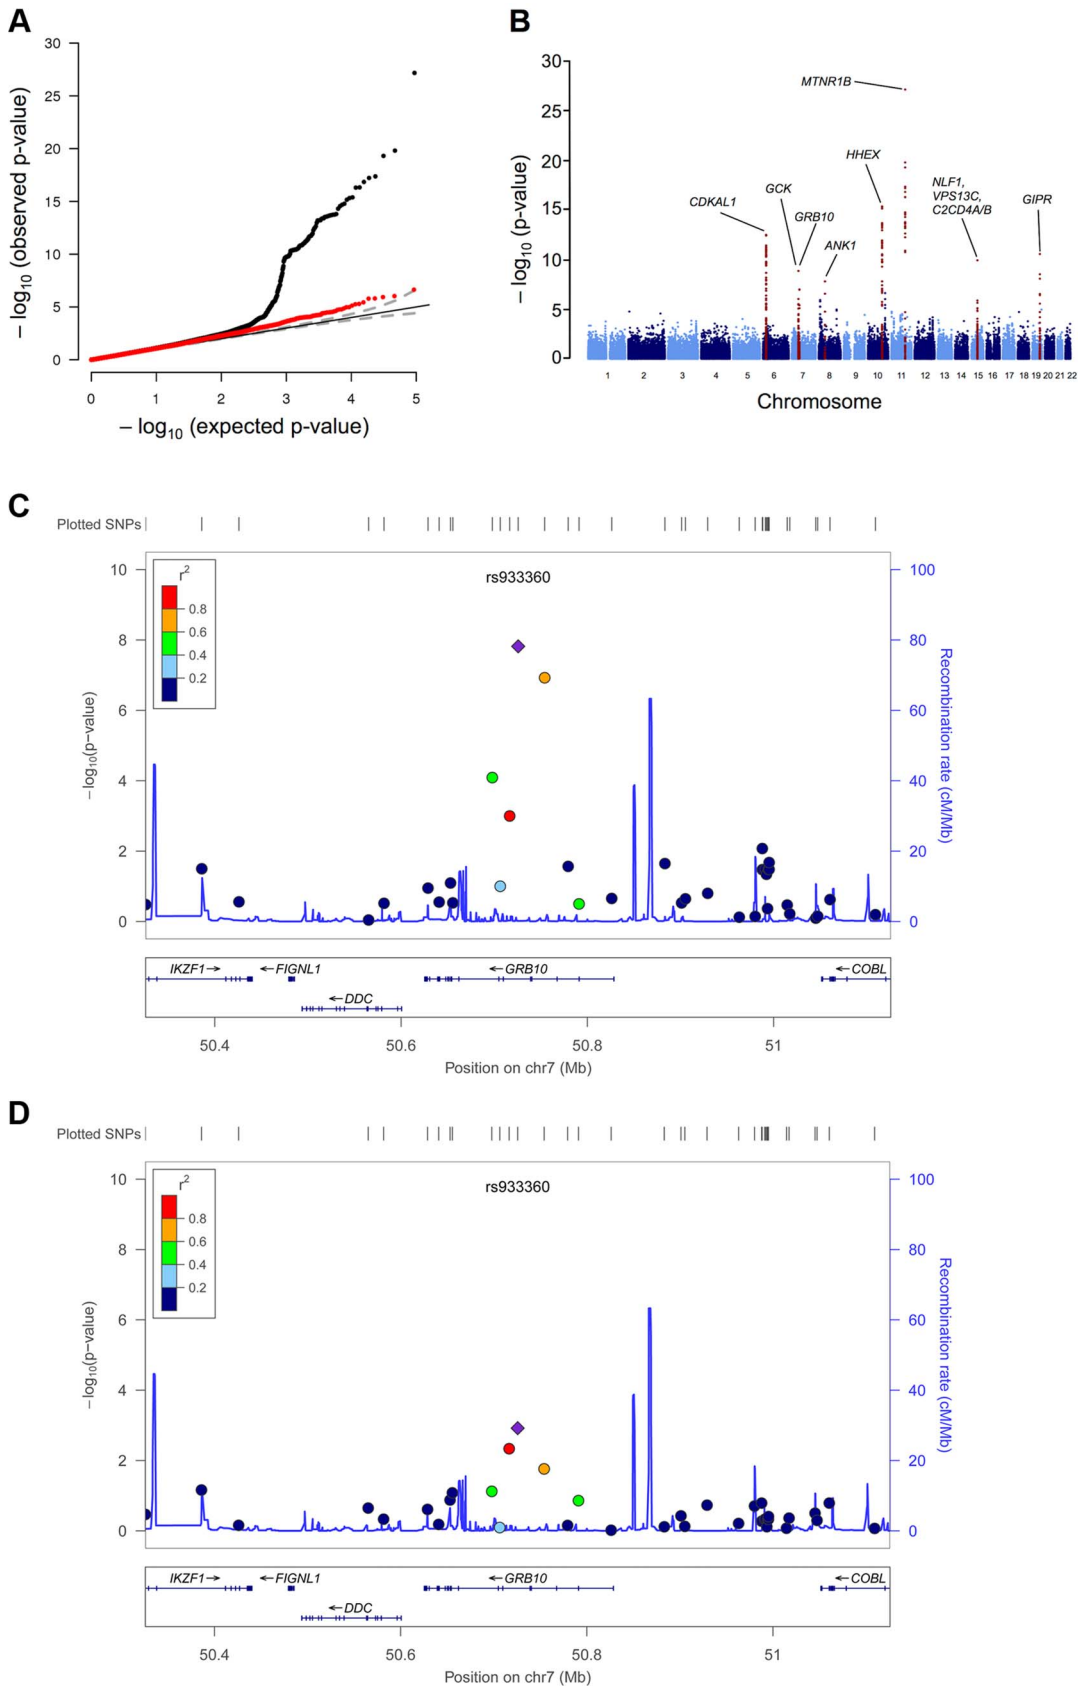 A
30
25
20
15
10
5
0
− log10 (observed p-value)
0 1 2 3 4 5
− log10 (expected p-value)
B
30
25
20
15
10
5
0
− log10 (p-value)
MTNR1B
HHEX
CDKAL1
GCK
GRB10
ANK1
NLF1,
VPS13C,
C2CD4A/B
GIPR
1 2 3 4 5 6 7 8 9 10 11 12 13 14 15 16 17 18 19 20 21 22
Chromosome
C
Plotted SNPs
r2
0.8
0.6
0.4
0.2
rs933360
10
8
6
4
2
0
−log10(p−value)
100
80
60
40
20
0
Recombination rate (cM/Mb)
IKZF1→ ←FIGNL1 ←GRB10 ←COBL
←DDC
50.4 50.6 50.8 51
Position on chr7 (Mb)
D
Plotted SNPs
r2
0.8
0.6
0.4
0.2
rs933360
10
8
6
4
2
0
−log10(p−value)
100
80
60
40
20
0
Recombination rate (cM/Mb)
IKZF1→ ←FIGNL1 ←GRB10 ←COBL
←DDC
50.4 50.6 50.8 51
Position on chr7 (Mb)